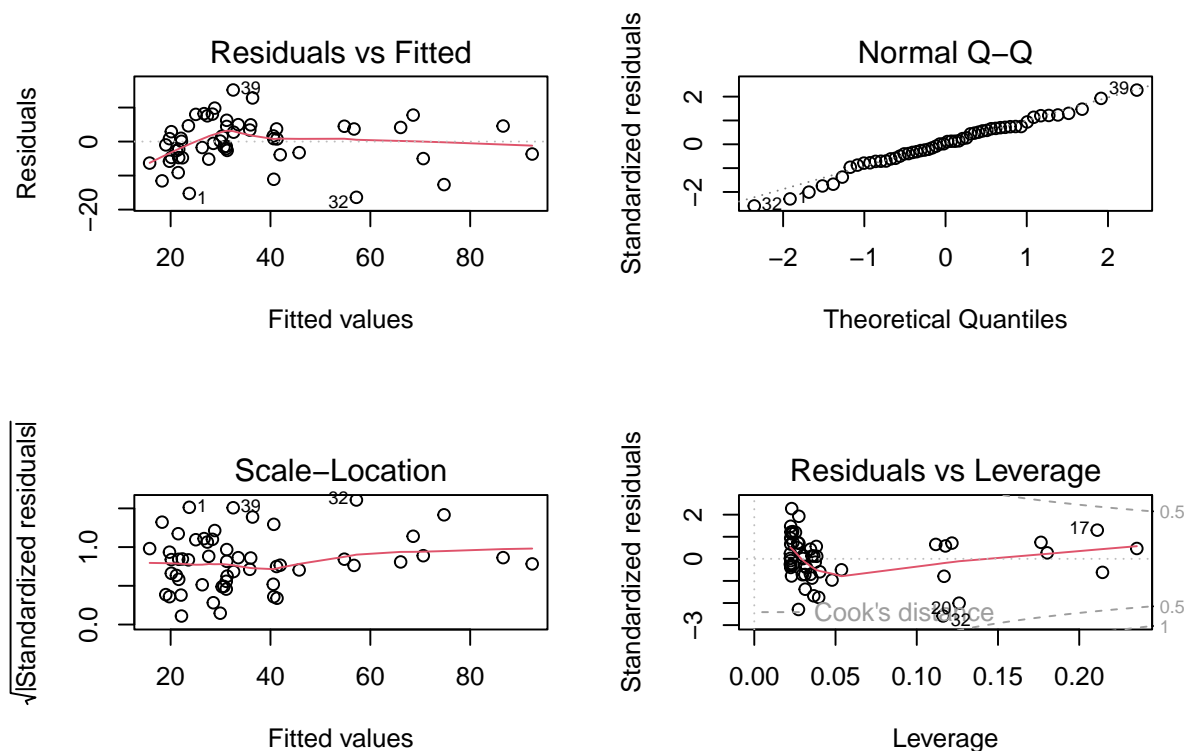 Residuals vs Fitted
Residuals
0
−20
39
1
32
20 40 60 80
Fitted values
Normal Q−Q
Standardized residuals
2
0
−2
39
32
1
−2 −1 0 1 2
Theoretical Quantiles
Scale−Location
√|Standardized residuals|
1.0
0.0
1
39
32
20 40 60 80
Fitted values
Residuals vs Leverage
Standardized residuals
2
0
−3
17
20
32
Cook's distance
0.5
0.5
1
0.00 0.05 0.10 0.15 0.20
Leverage